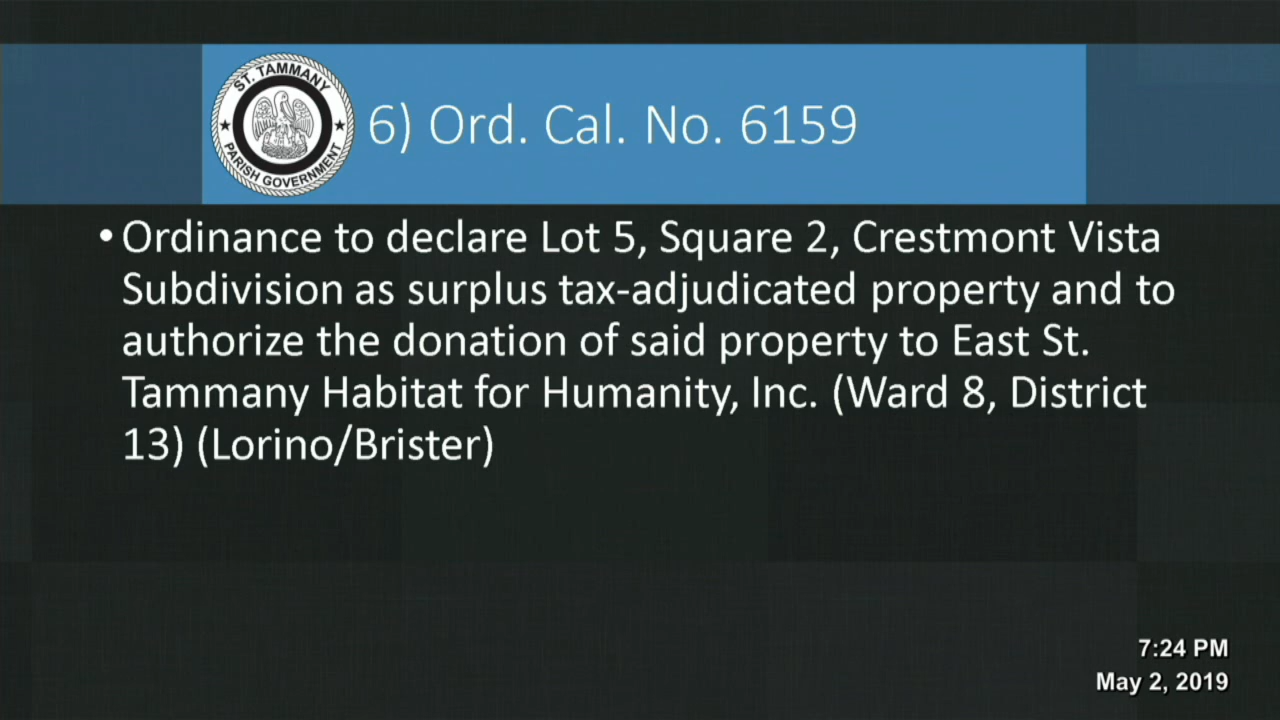 ST. TAMMANY
PARISH GOVERNMENT
6) Ord. Cal. No. 6159
• Ordinance to declare Lot 5, Square 2, Crestmont Vista
Subdivision as surplus tax-adjudicated property and to
authorize the donation of said property to East St.
Tammany Habitat for Humanity, Inc. (Ward 8, District
13) (Lorino/Brister)
7:24 PM
May 2, 2019